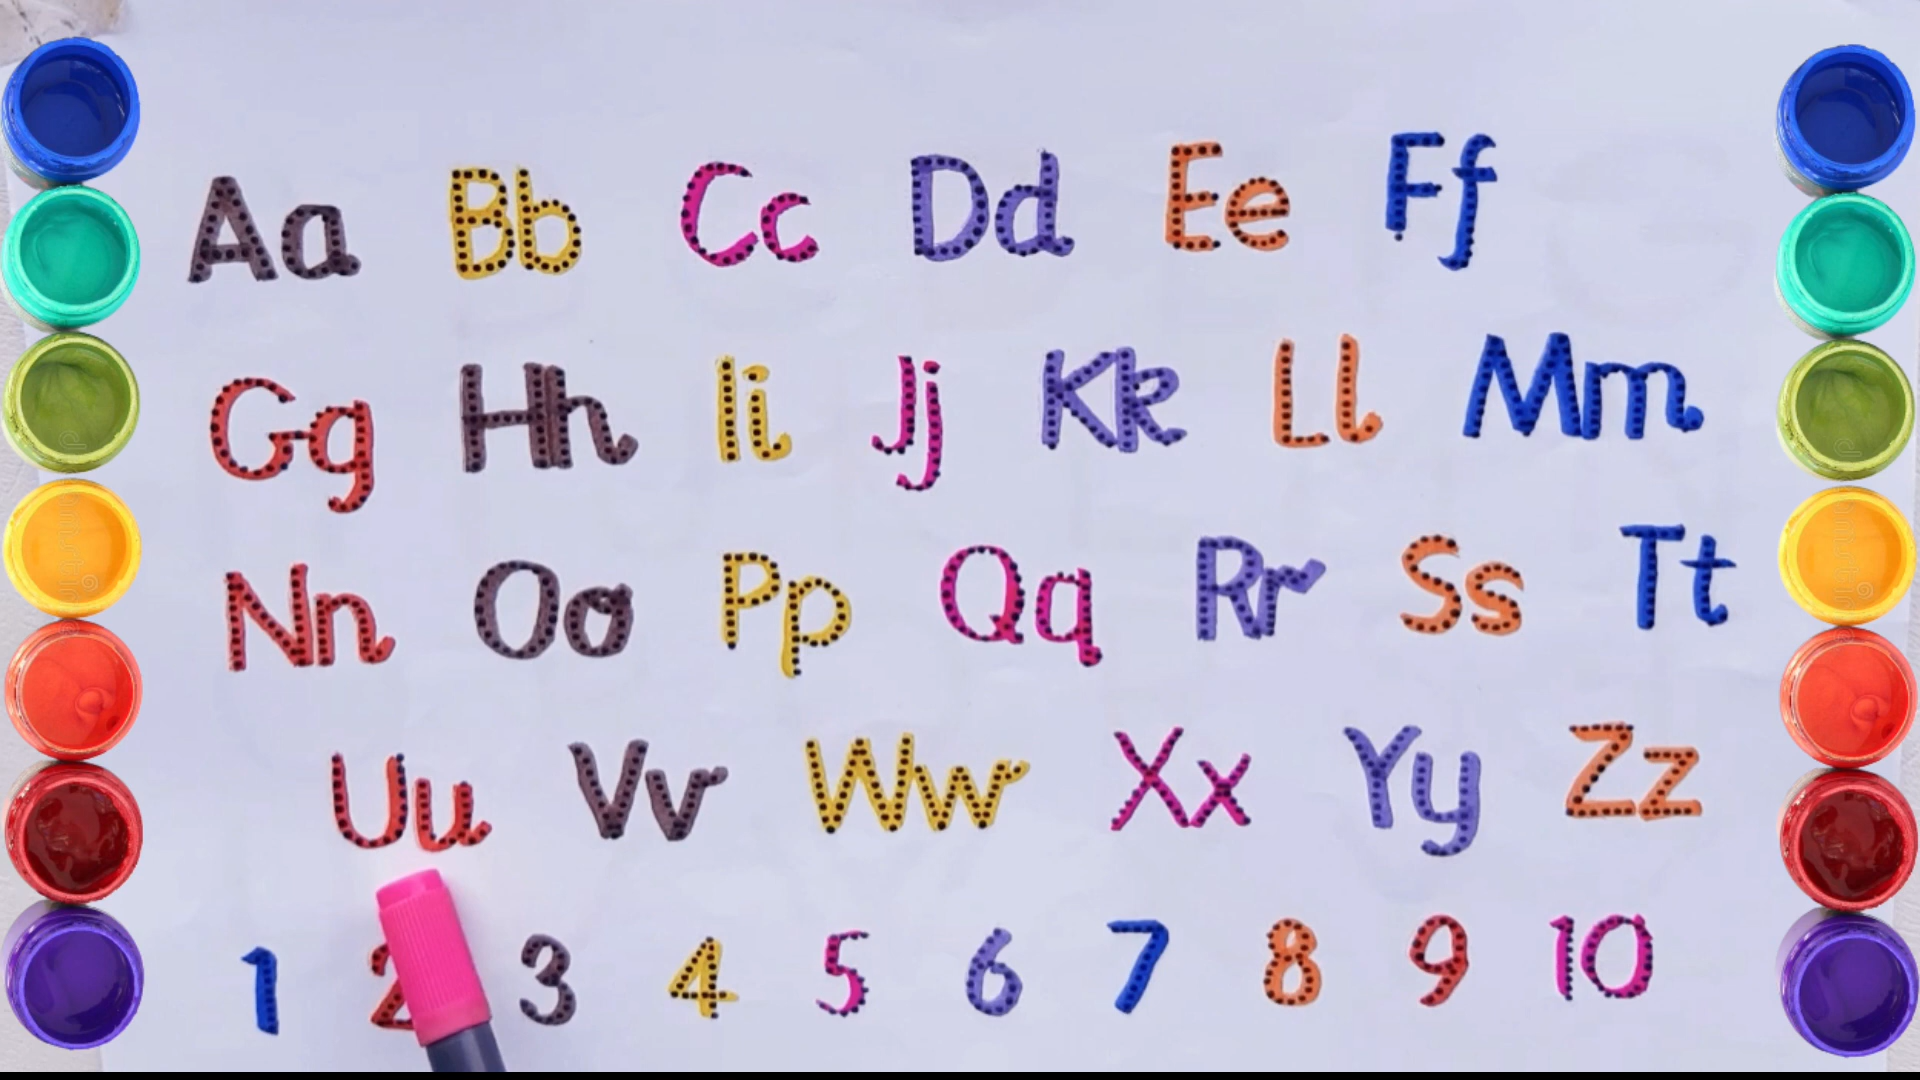 Aa Bb Cc Dd Ee Ff
Gg Hh Ii Jj Kk Ll Mm
Nn Oo Pp Qq Rr Ss Tt
Uu Vv Ww Xx Yy Zz
1 2 3 4 5 6 7 8 9 10